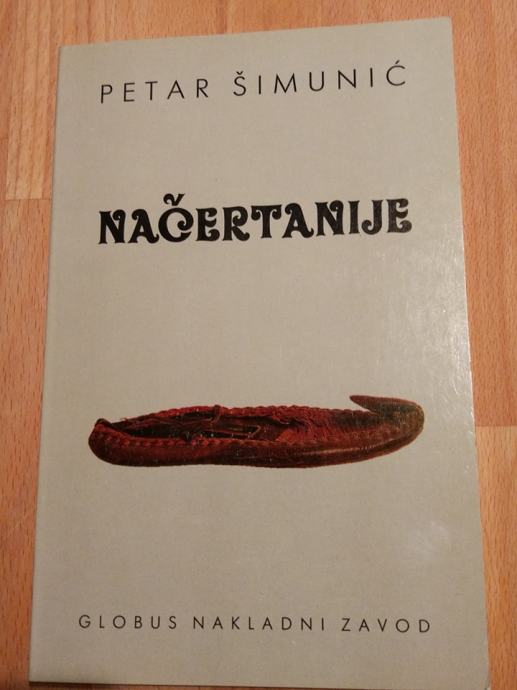 PETAR ŠIMUNIĆ
NAČERTANIJE
GLOBUS NAKLADNI ZAVOD